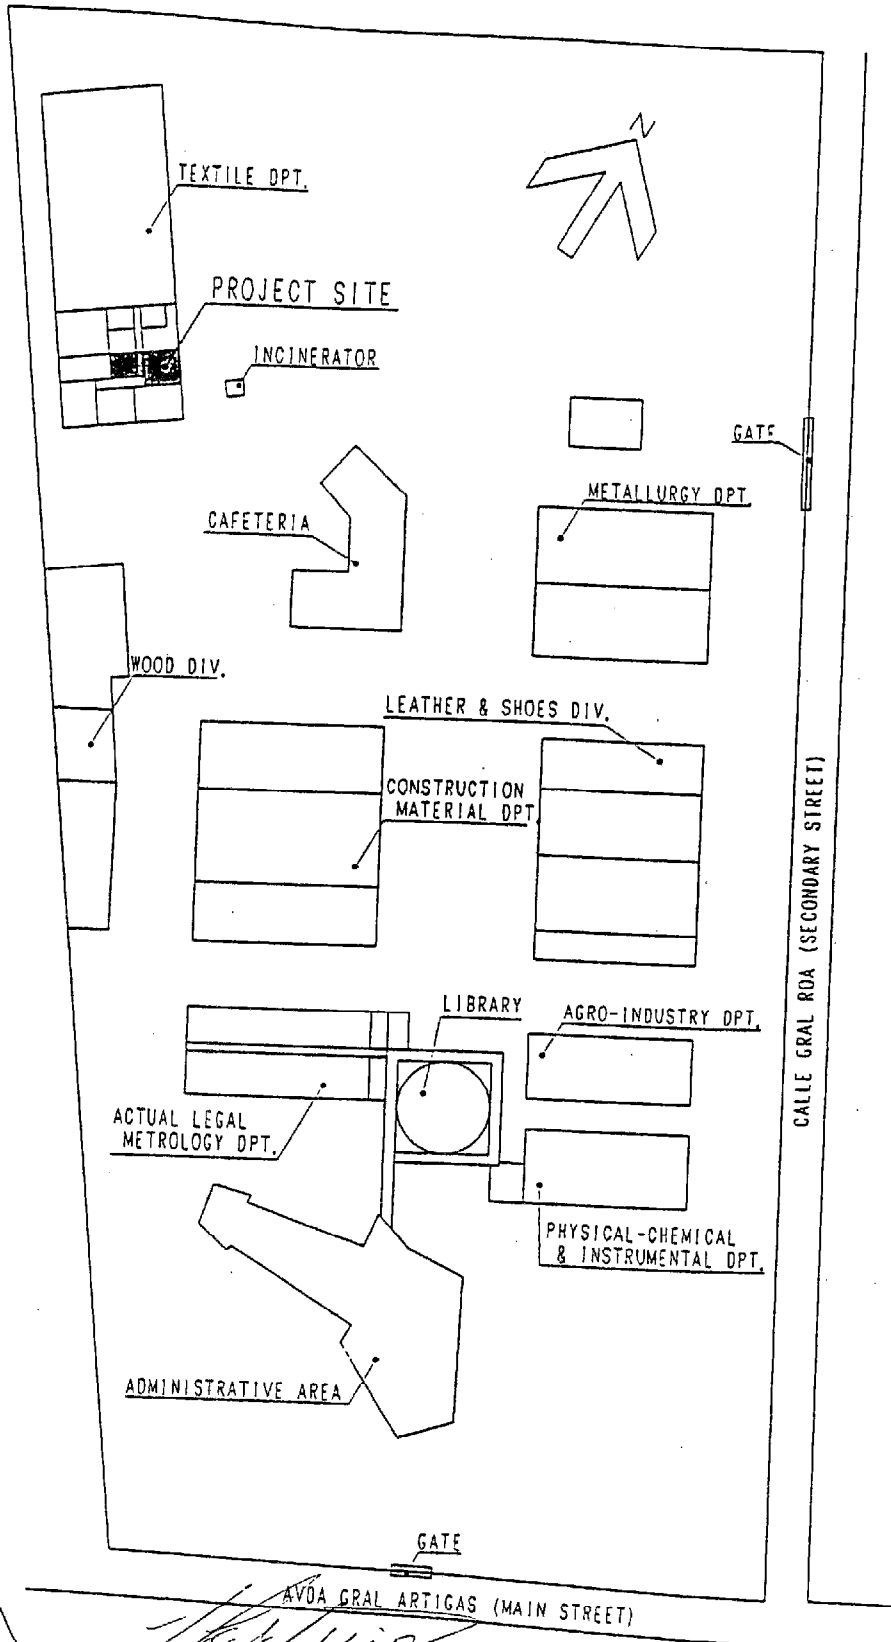 N
TEXTILE DPT.
PROJECT SITE
INCINERATOR
GATE
METALLURGY DPT.
CAFETERIA
WOOD DIV.
LEATHER & SHOES DIV.
CONSTRUCTION
MATERIAL DPT
CALLE GRAL ROA (SECONDARY STREET)
LIBRARY
AGRO-INDUSTRY DPT.
ACTUAL LEGAL
METROLOGY DPT.
PHYSICAL-CHEMICAL
& INSTRUMENTAL DPT.
ADMINISTRATIVE AREA
GATE
AVDA GRAL ARTIGAS (MAIN STREET)